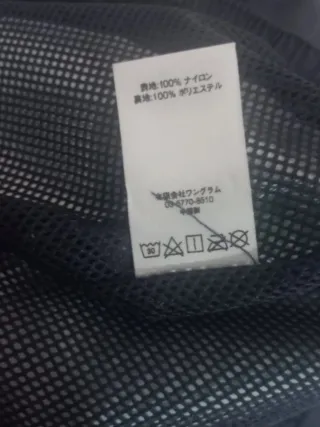 表地:100% ナイロン
裏地:100% ポリエステル
有限会社ワングラム
03-5770-8510
中国製
30